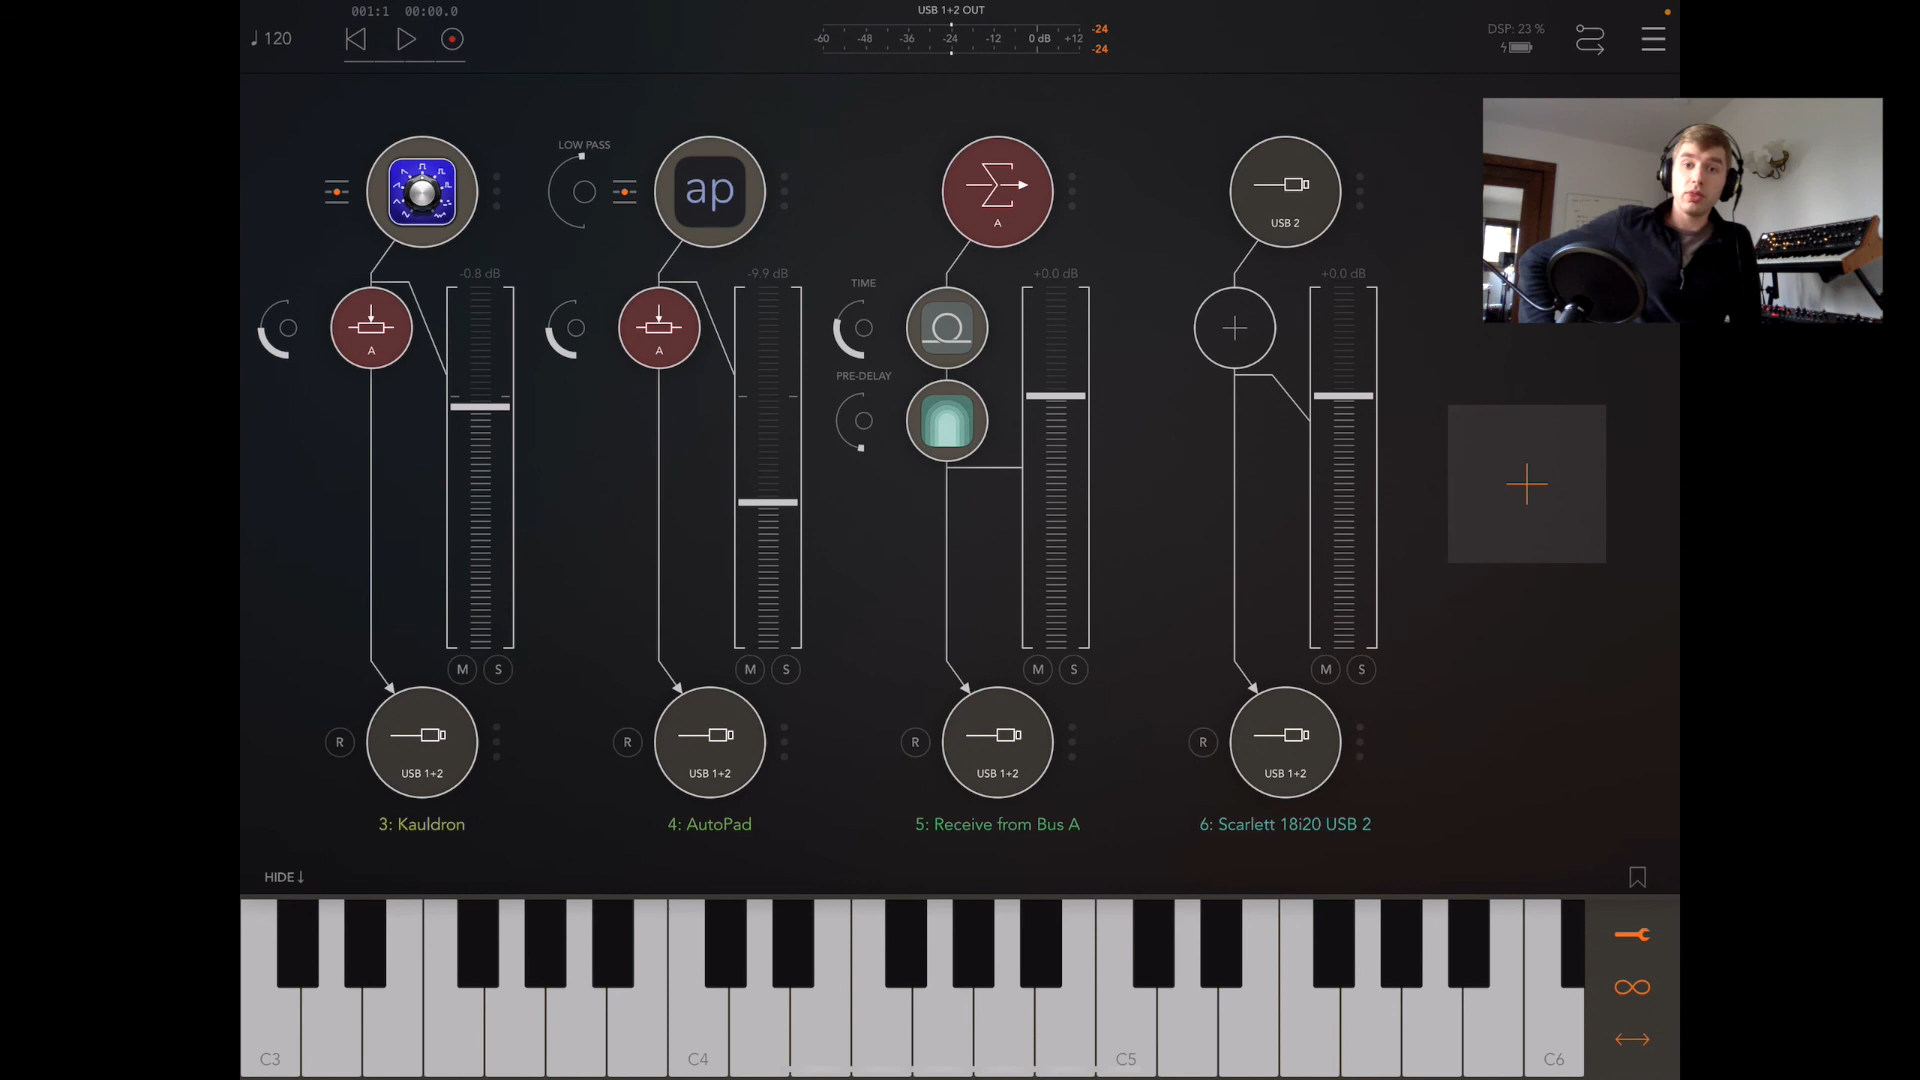 001:1 00:00.0
120
USB 1+2 OUT
-60 -48 -36 -24 -12 0 dB +12
-24
-24
DSP: 23 %
LOW PASS
ap
A
USB 2
-0.8 dB
-9.9 dB
+0.0 dB
+0.0 dB
TIME
A
A
PRE-DELAY
M S
M S
M S
M S
R
USB 1+2
R
USB 1+2
R
USB 1+2
R
USB 1+2
3: Kauldron
4: AutoPad
5: Receive from Bus A
6: Scarlett 18i20 USB 2
HIDE↓
C3
C4
C5
C6